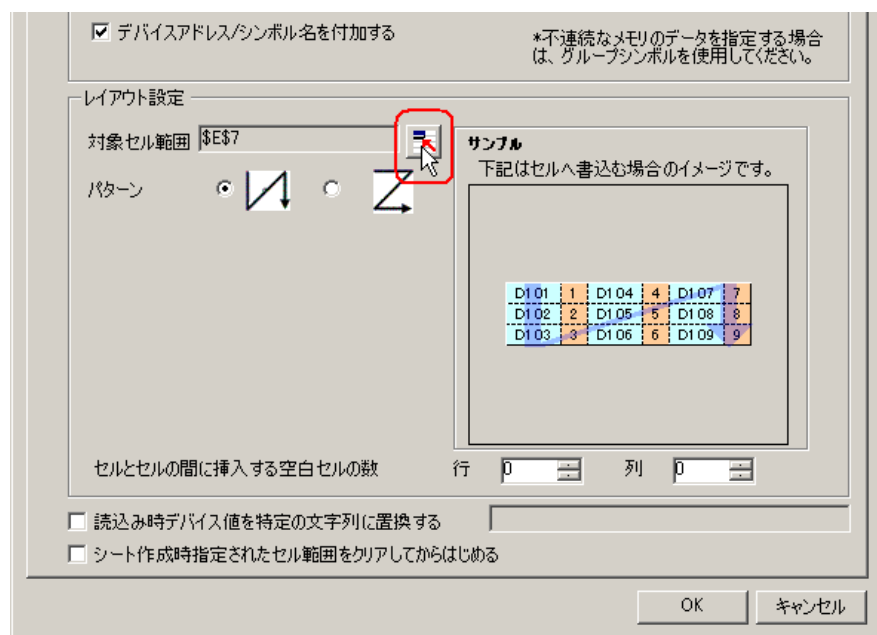 デバイスアドレス/シンボル名を付加する
*不連続なメモリのデータを指定する場合
は、グループシンボルを使用してください。
レイアウト設定
対象セル範囲 $E$7
パターン
サンプル
下記はセルへ書込む場合のイメージです。
D101 1 D104 4 D107 7
D102 2 D105 5 D108 8
D103 3 D106 6 D109 9
セルとセルの間に挿入する空白セルの数 行 0 列 0
読込み時デバイス値を特定の文字列に置換する
シート作成時指定されたセル範囲をクリアしてからはじめる
OK キャンセル